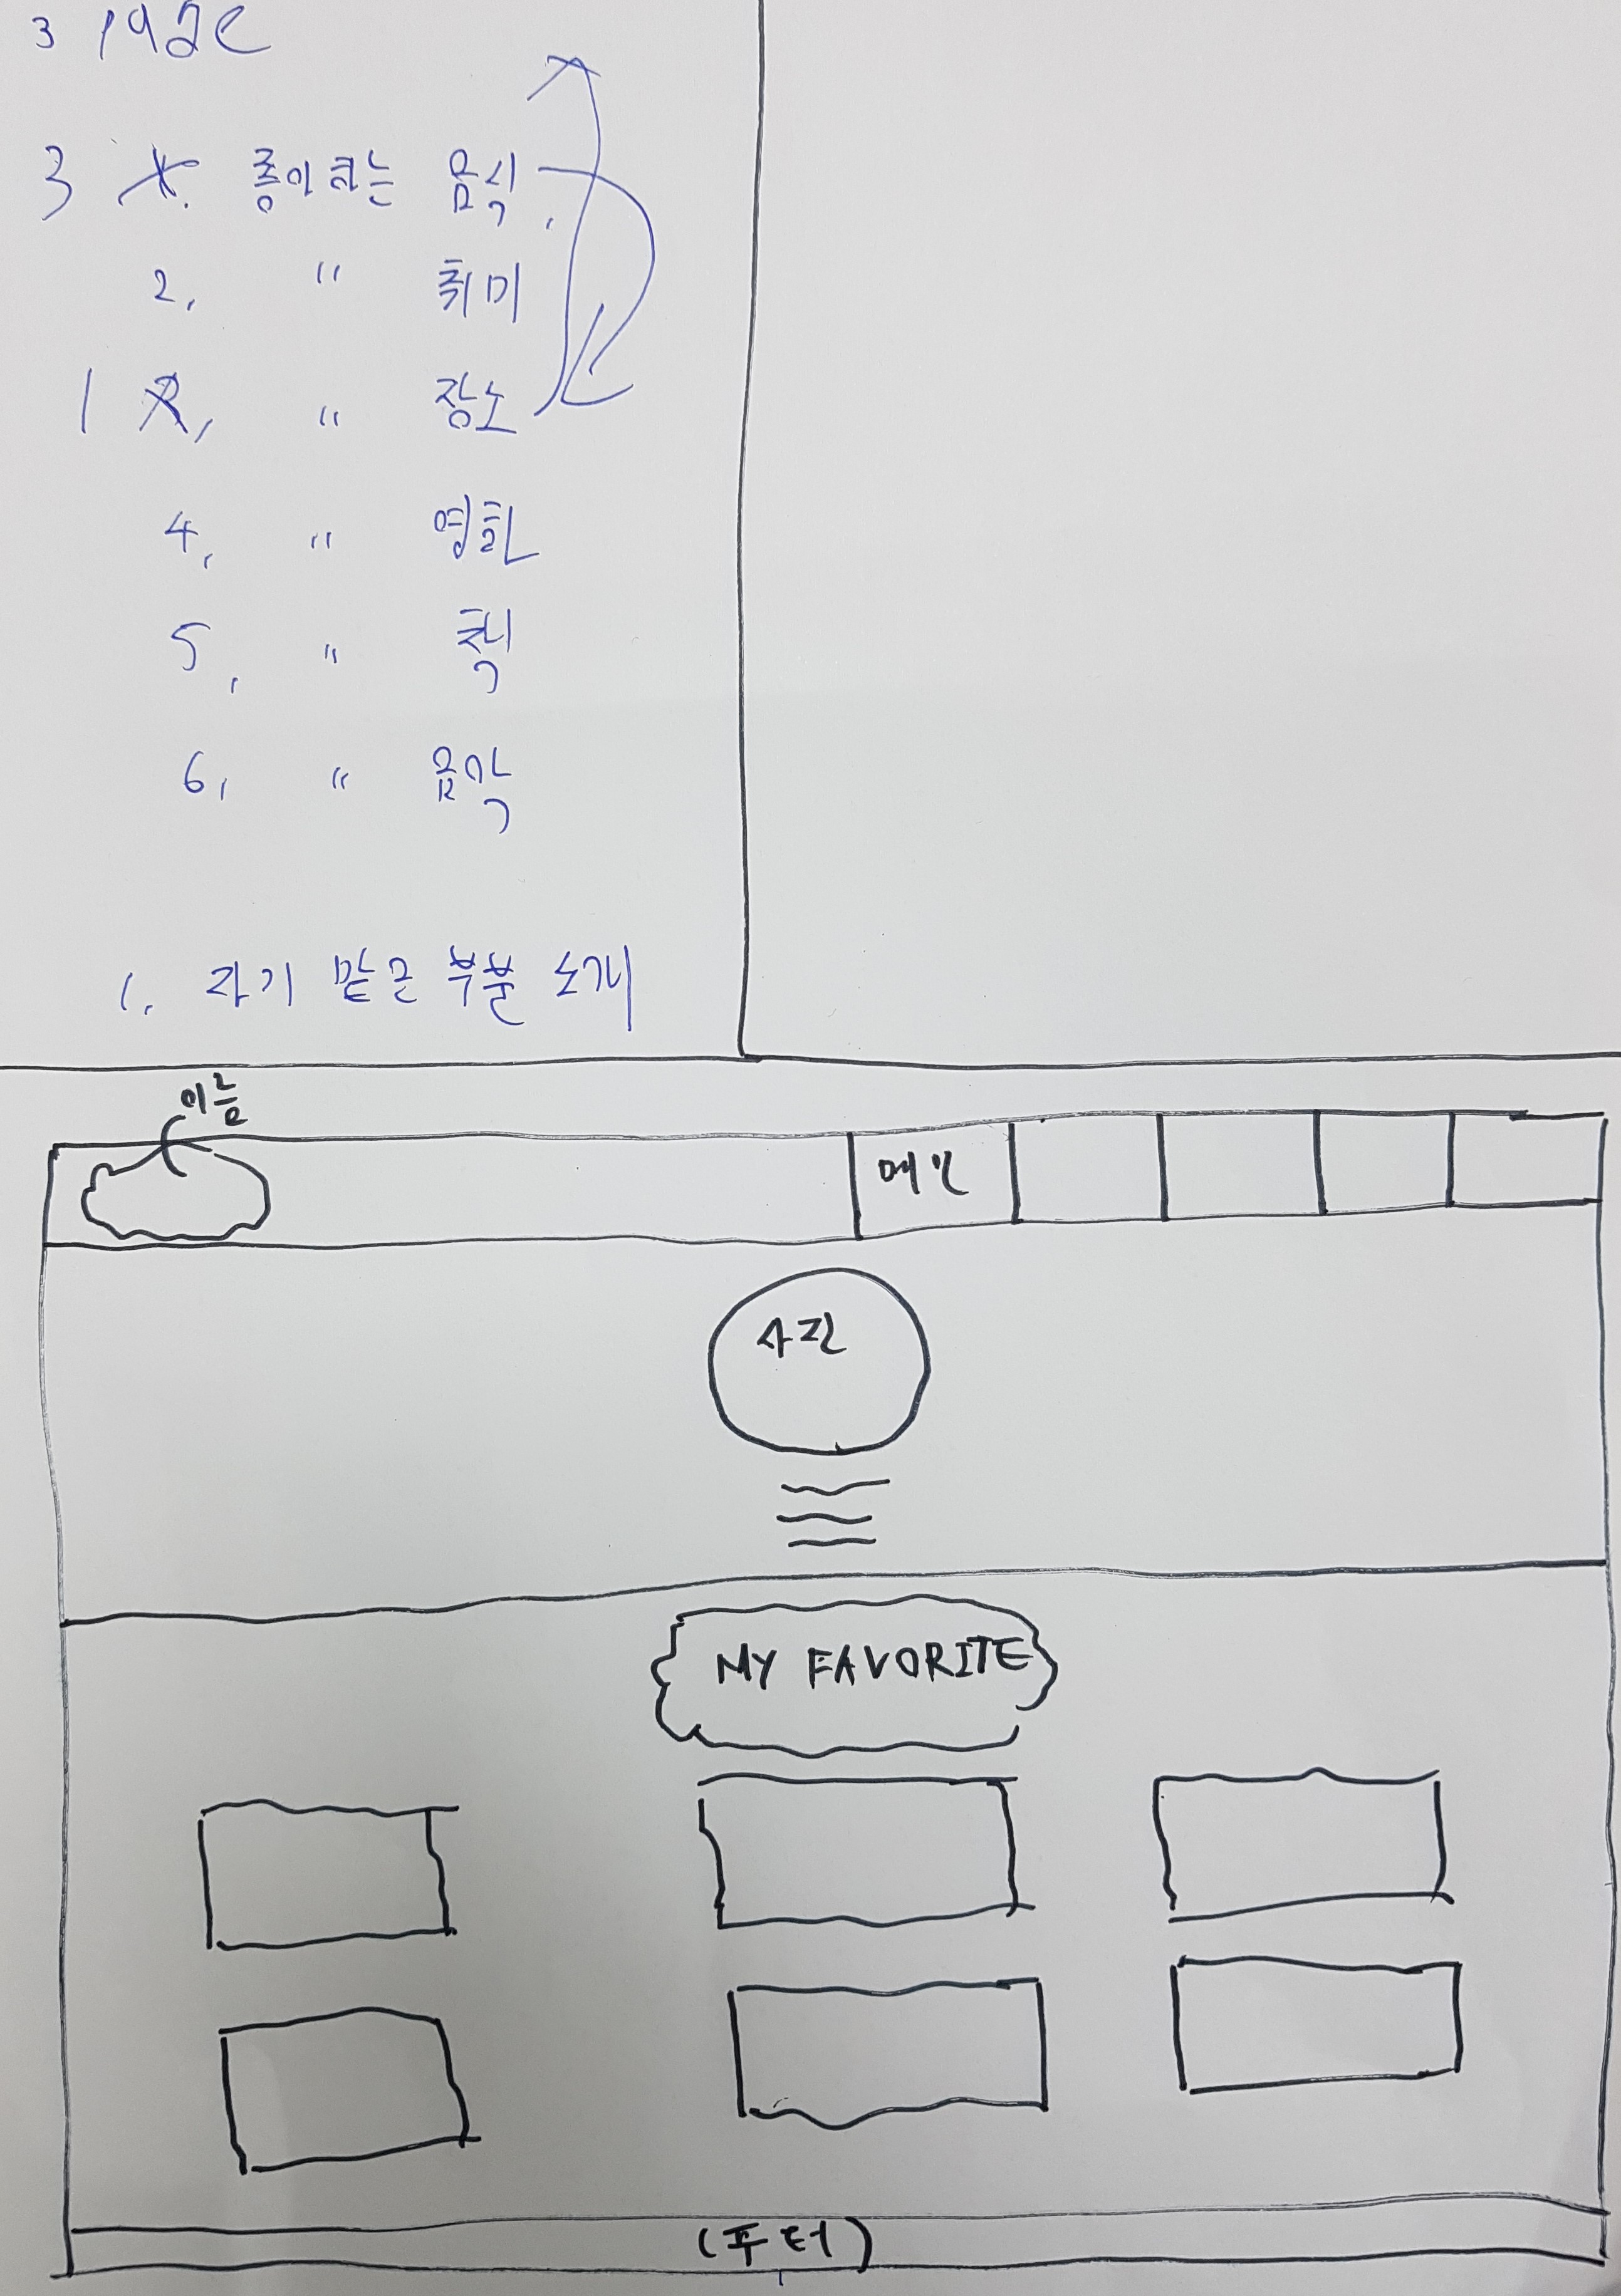 3 page
3 1. 좋아하는 음식.
2, " 취미
1 2, " 장소
4, " 영화
5, " 책
6, " 음악
1. 각기 맡은 부분 소개
이름
메인
사진
MY FAVORITE
(푸터)